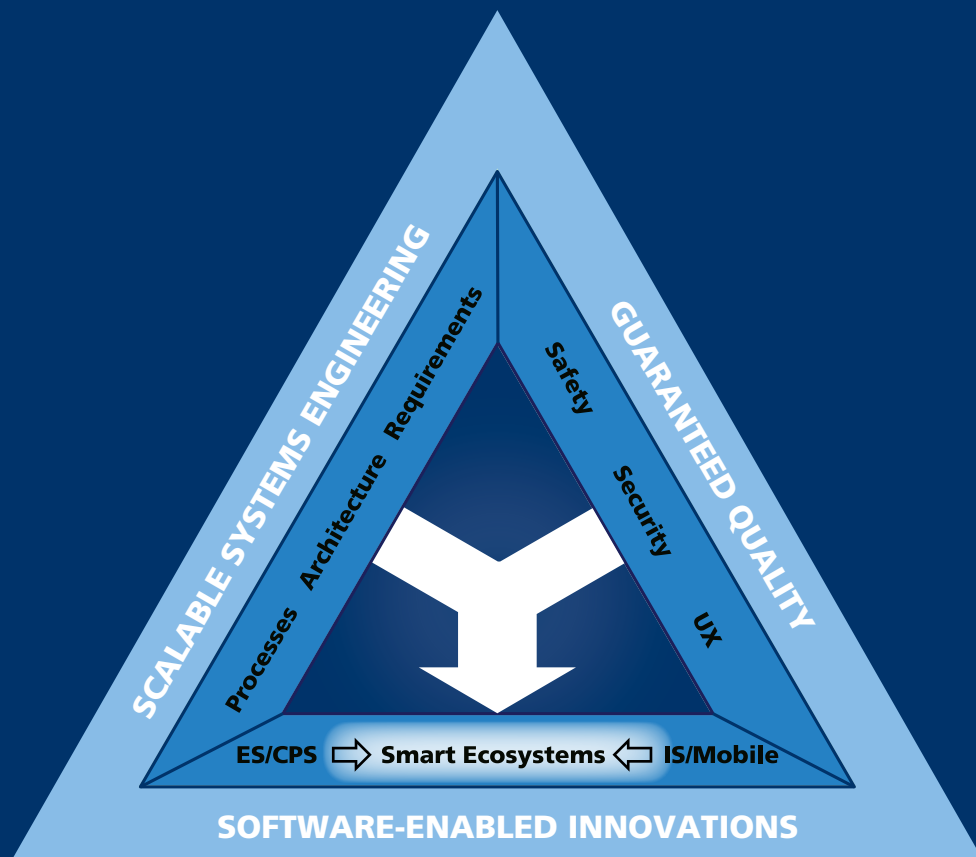 SCALABLE SYSTEMS ENGINEERING
GUARANTEED QUALITY
Processes Architecture Requirements
Safety Security UX
ES/CPS Smart Ecosystems IS/Mobile
SOFTWARE-ENABLED INNOVATIONS